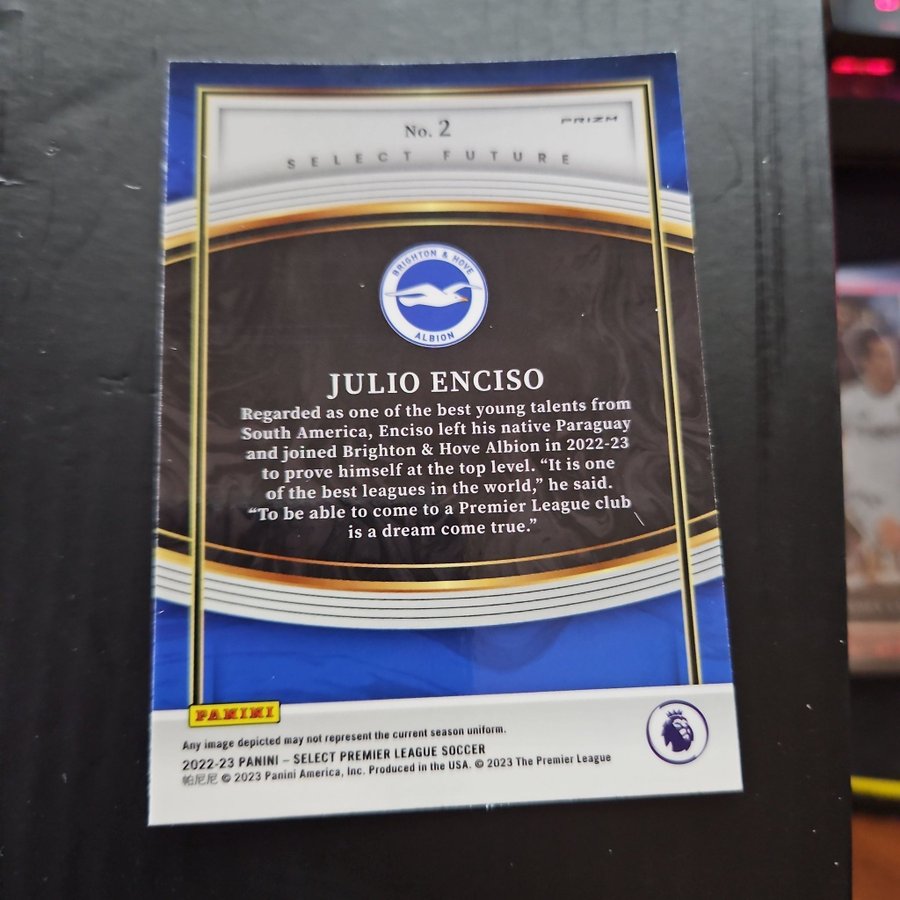 No. 2
PRIZM
SELECT FUTURE
BRIGHTON & HOVE
ALBION
JULIO ENCISO
Regarded as one of the best young talents from
South America, Enciso left his native Paraguay
and joined Brighton & Hove Albion in 2022-23
to prove himself at the top level. “It is one
of the best leagues in the world,” he said.
“To be able to come to a Premier League club
is a dream come true.”
PANINI
Any image depicted may not represent the current season uniform.
2022-23 PANINI – SELECT PREMIER LEAGUE SOCCER
帕尼尼 © 2023 Panini America, Inc. Produced in the USA. © 2023 The Premier League